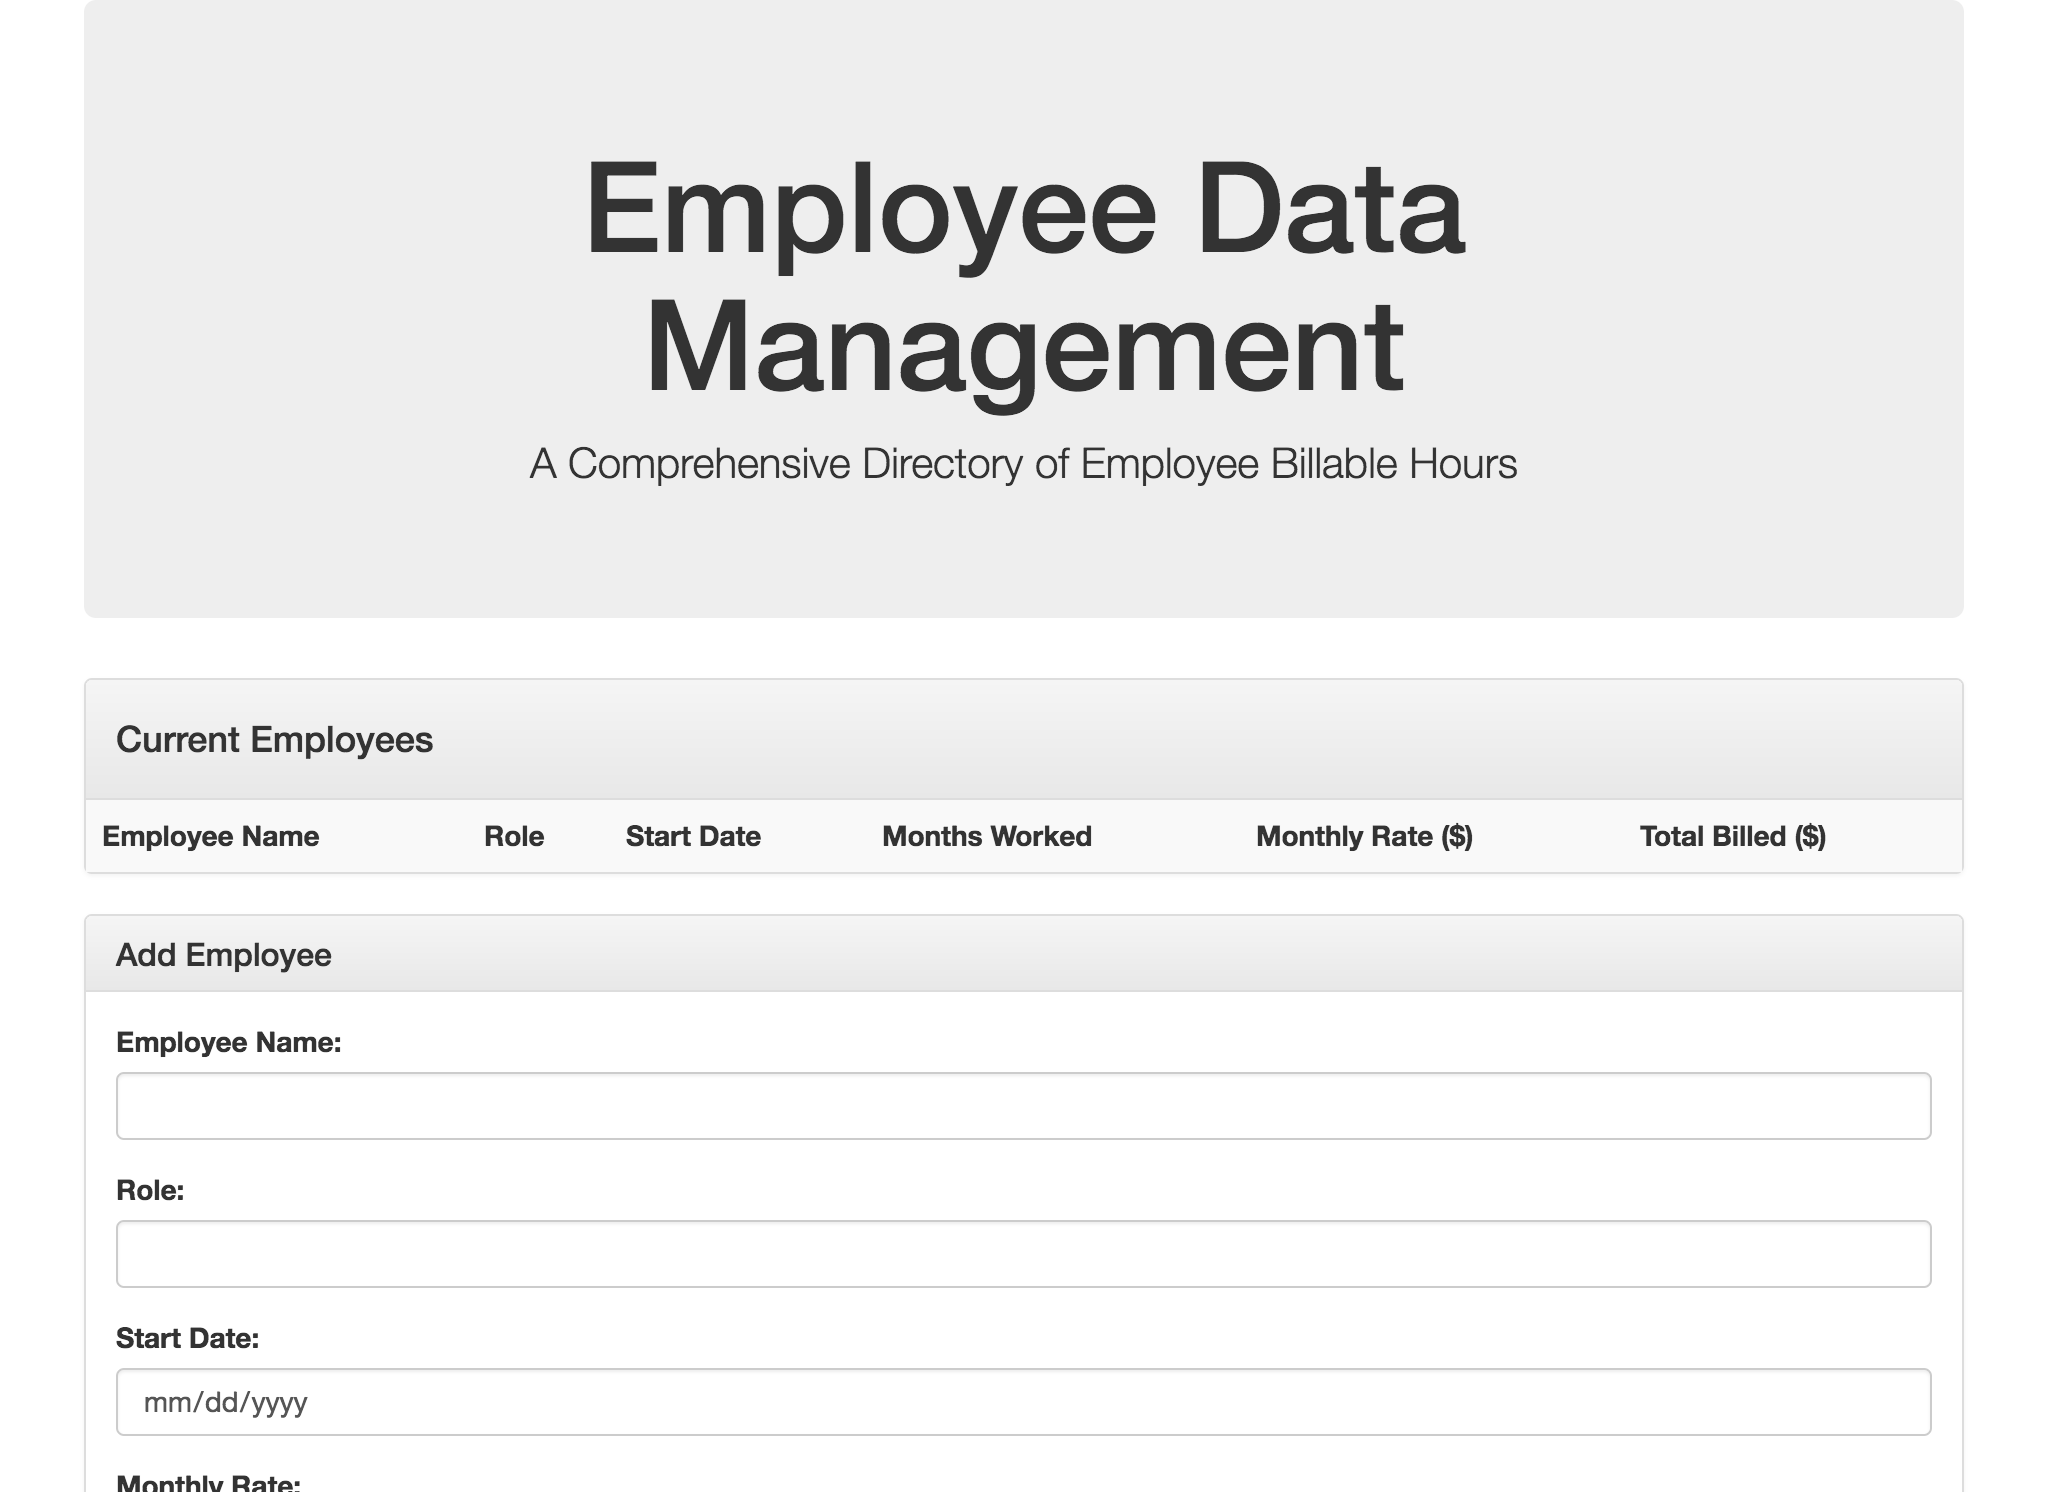 Employee Data
Management
A Comprehensive Directory of Employee Billable Hours
Current Employees
Employee Name Role Start Date Months Worked Monthly Rate ($) Total Billed ($)
Add Employee
Employee Name:
Role:
Start Date:
mm/dd/yyyy
Monthly Rate: